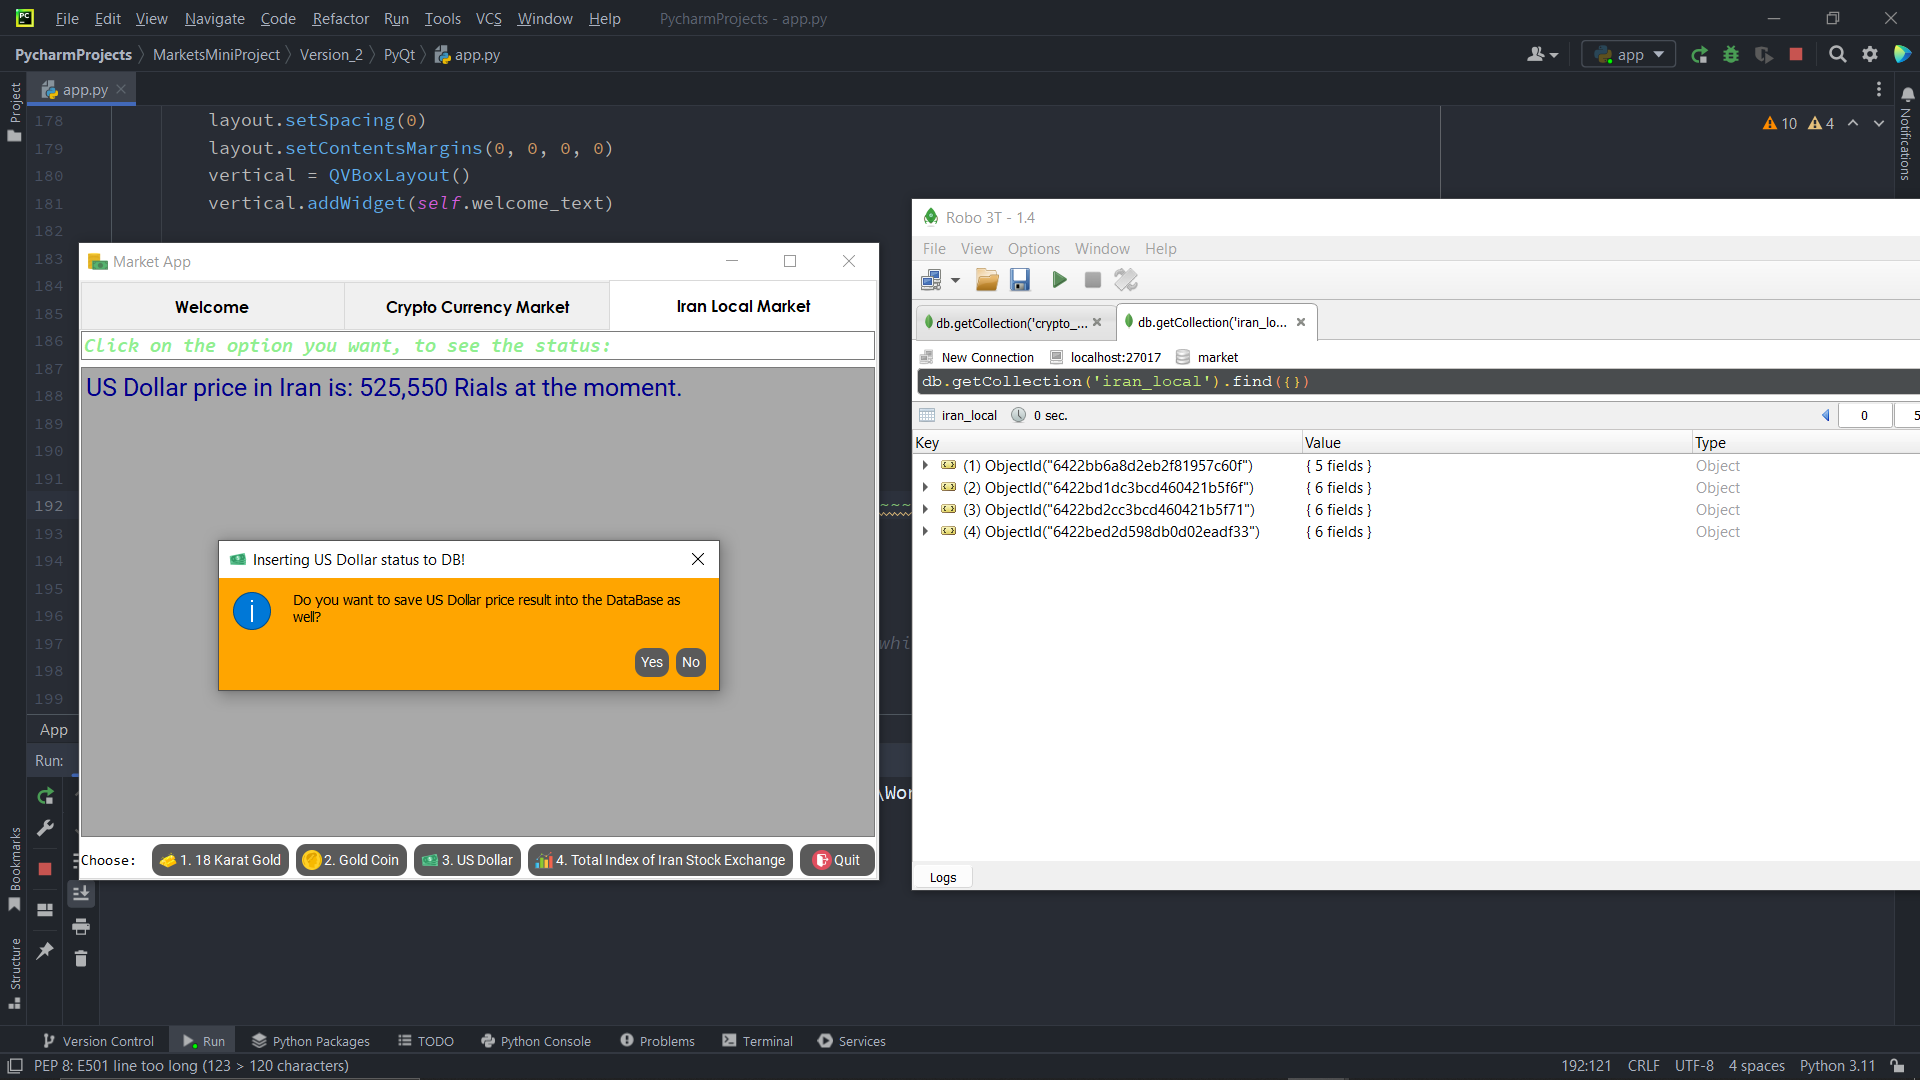 File Edit View Navigate Code Refactor Run Tools VCS Window Help PycharmProjects - app.py
PycharmProjects MarketsMiniProject Version_2 PyQt app.py
app
Project
app.py
Notifications
10 4
178 layout.setSpacing(0)
179 layout.setContentsMargins(0, 0, 0, 0)
180 vertical = QVBoxLayout()
181 vertical.addWidget(self.welcome_text)
182
183
184
185
186
187
188
189
190
191
192 ~~~
193
194
195
196
197
198
199
Market App
Welcome Crypto Currency Market Iran Local Market
Click on the option you want, to see the status:
US Dollar price in Iran is: 525,550 Rials at the moment.
Inserting US Dollar status to DB!
Do you want to save US Dollar price result into the DataBase as
well?
Yes No
Choose: 1. 18 Karat Gold 2. Gold Coin 3. US Dollar 4. Total Index of Iran Stock Exchange Quit
Robo 3T - 1.4
File View Options Window Help
db.getCollection('crypto_... db.getCollection('iran_lo...
New Connection localhost:27017 market
db.getCollection('iran_local').find({})
iran_local 0 sec. 0 5
Key Value Type
(1) ObjectId("6422bb6a8d2eb2f81957c60f") { 5 fields } Object
(2) ObjectId("6422bd1dc3bcd460421b5f6f") { 6 fields } Object
(3) ObjectId("6422bd2cc3bcd460421b5f71") { 6 fields } Object
(4) ObjectId("6422bed2d598db0d02eadf33") { 6 fields } Object
Logs
whi
App
Run:
\Wor
Bookmarks
Structure
Version Control Run Python Packages TODO Python Console Problems Terminal Services
PEP 8: E501 line too long (123 > 120 characters) 192:121 CRLF UTF-8 4 spaces Python 3.11